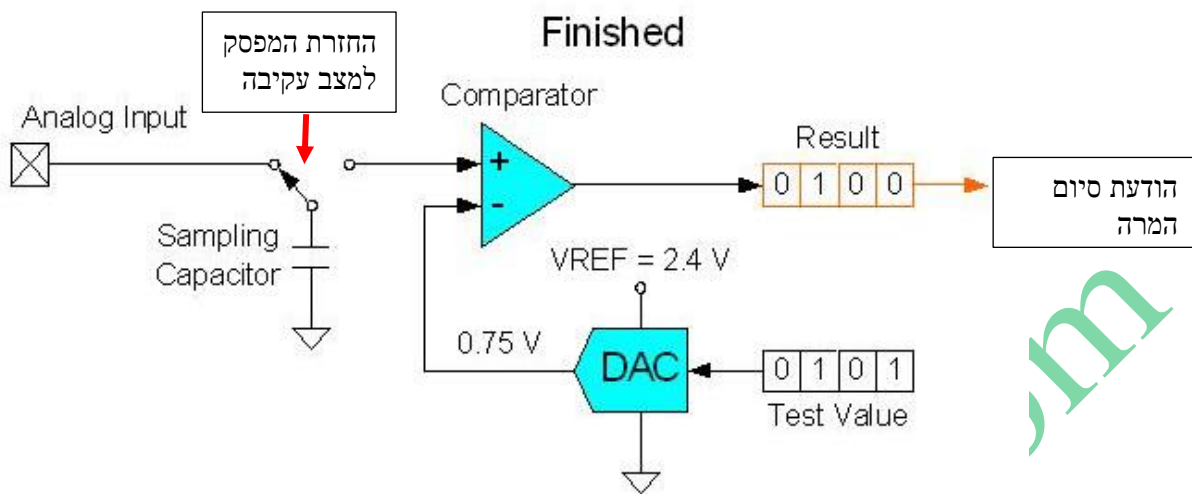 Finished
החזרת המפסק
למצב עקיבה
Comparator
Analog Input
+
-
Result
0 1 0 0
הודעת סיום
המרה
Sampling
Capacitor
VREF = 2.4 V
0.75 V
DAC
0 1 0 1
Test Value
om